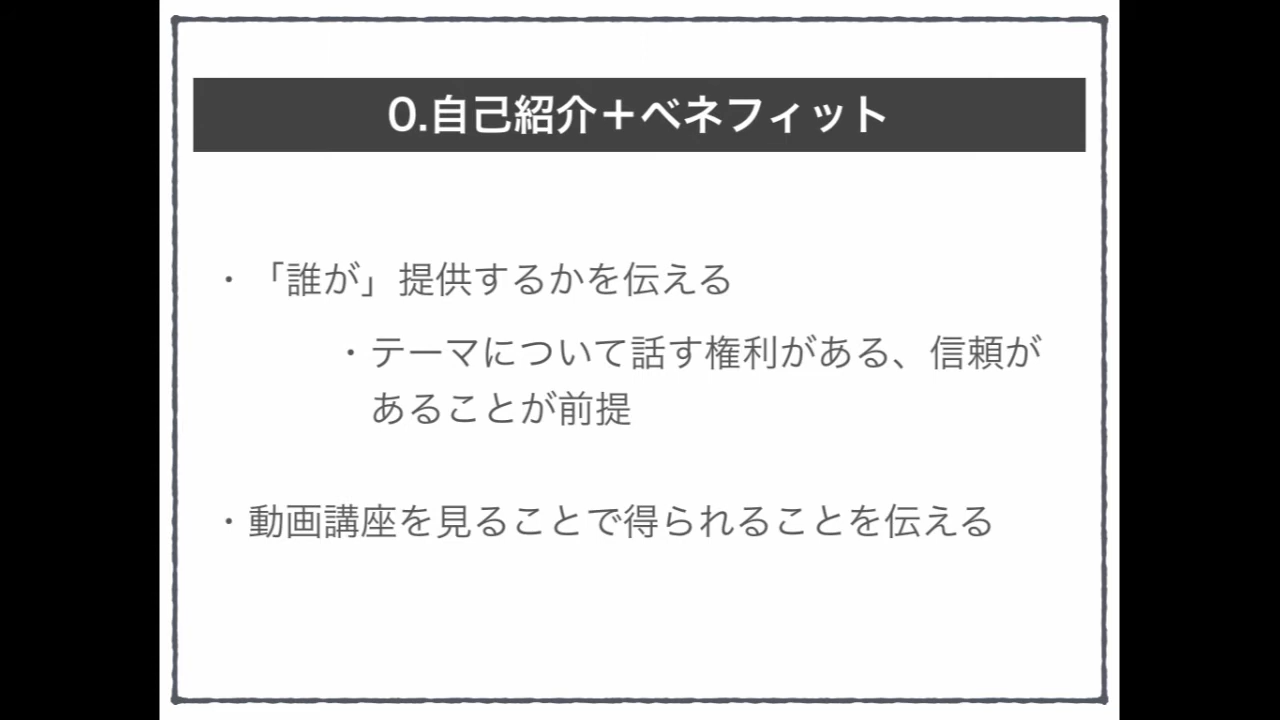 0.自己紹介＋ベネフィット
・「誰が」提供するかを伝える
・テーマについて話す権利がある、信頼が
あることが前提
・動画講座を見ることで得られることを伝える